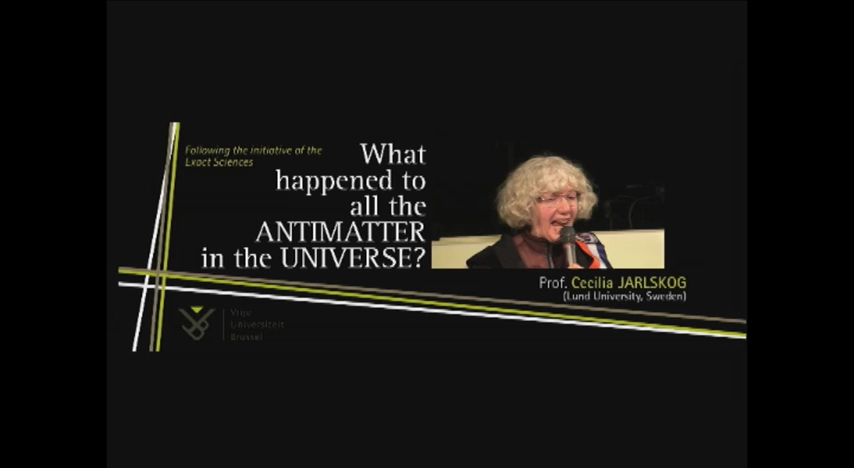 Following the initiative of the
Exact Sciences
What
happened to
all the
ANTIMATTER
in the UNIVERSE?
Prof. Cecilia JARLSKOG
(Lund University, Sweden)
Vrije
Universiteit
Brussel